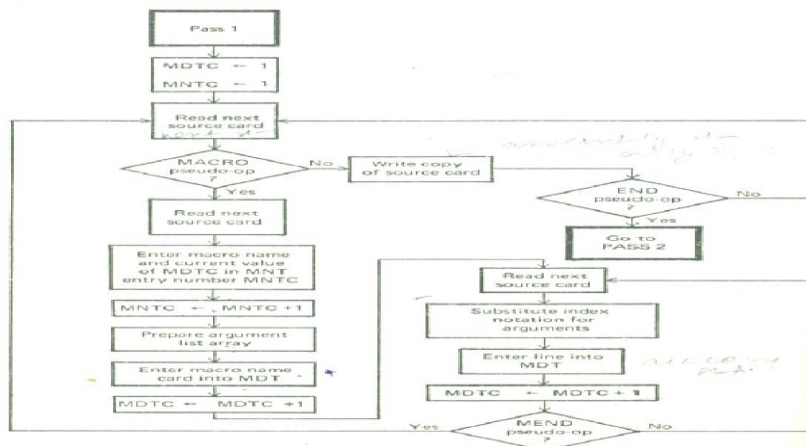 Pass 1
MDTC ← 1
MNTC ← 1
Read next
source card
MACRO
pseudo-op
?
No
Write copy
of source card
Yes
END
pseudo-op
?
No
Yes
Go to
PASS 2
Read next
source card
Enter macro name
and current value
of MDTC in MNT
entry number MNTC
MNTC ← MNTC +1
Prepare argument
list array
Enter macro name
card into MDT
MDTC ← MDTC +1
Read next
source card
Substitute index
notation for
arguments
Enter line into
MDT
MDTC ← MDTC + 1
MEND
pseudo-op
?
Yes
No